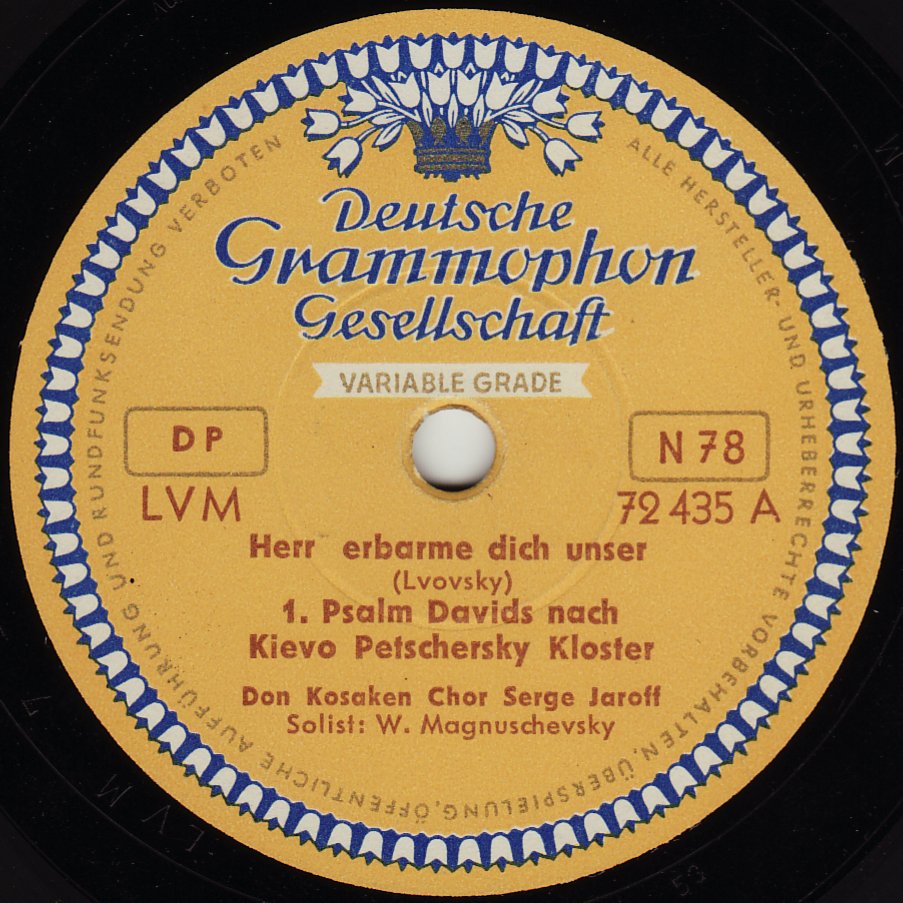 Deutsche
Grammophon
Gesellschaft
VARIABLE GRADE
DP
N 78
LVM
72 435 A
Herr erbarme dich unser
(Lvovsky)
1. Psalm Davids nach
Kievo Petschersky Kloster
Don Kosaken Chor Serge Jaroff
Solist: W. Magnuschevsky
ALLE HERSTELLER- UND URHEBERRECHTE VORBEHALTEN, ÜBERSPIELUNG, ÖFFENTLICHE AUFFÜHRUNG UND RUNDFUNKSENDUNG VERBOTEN
L V M